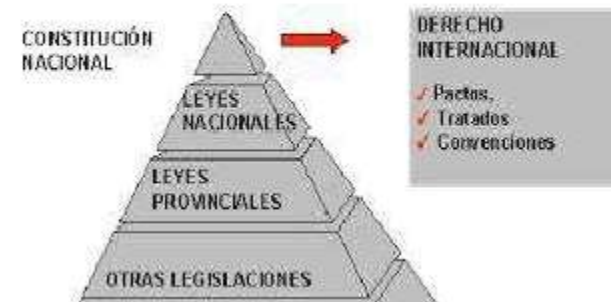 CONSTITUCIÓN
NACIONAL
DERECHO
INTERNACIONAL
✓ Pactos,
✓ Tratados
✓ Convenciones
LEYES
NACIONALES
LEYES
PROVINCIALES
OTRAS LEGISLACIONES